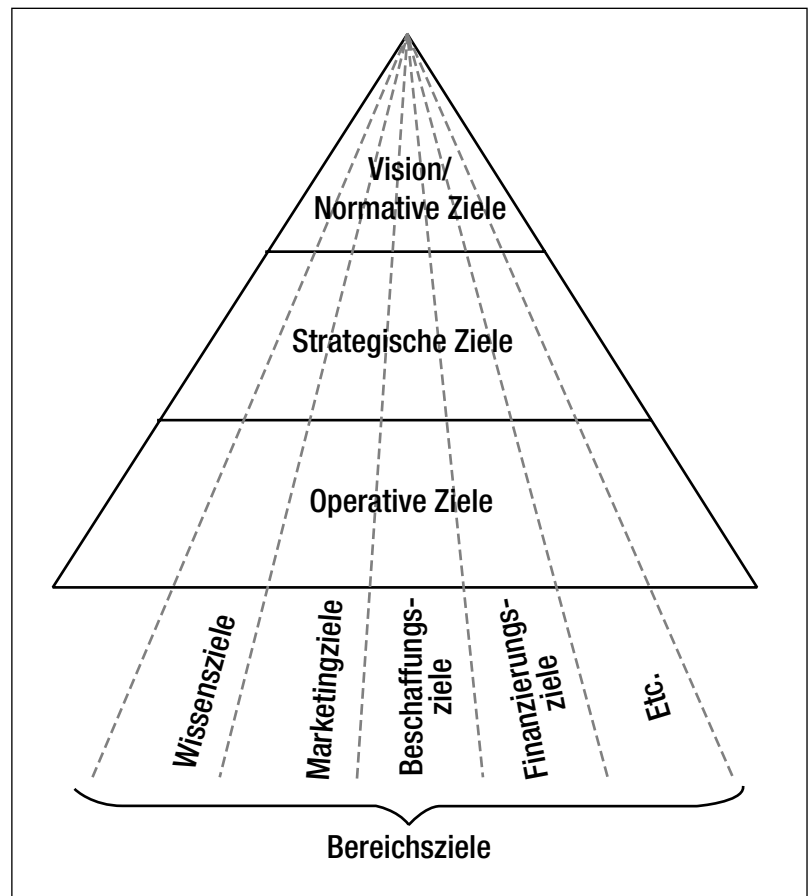 Vision/
Normative Ziele
Strategische Ziele
Operative Ziele
Wissensziele
Marketingziele
Beschaffungs-
ziele
Finanzierungs-
ziele
Etc.
Bereichsziele